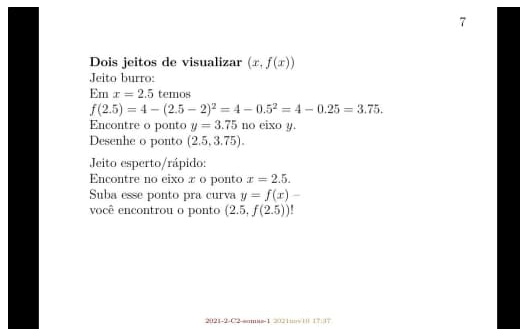 7
Dois jeitos de visualizar (x, f(x))
Jeito burro:
Em x = 2.5 temos
f(2.5) = 4 − (2.5 − 2)² = 4 − 0.5² = 4 − 0.25 = 3.75.
Encontre o ponto y = 3.75 no eixo y.
Desenhe o ponto (2.5, 3.75).
Jeito esperto/rápido:
Encontre no eixo x o ponto x = 2.5.
Suba esse ponto pra curva y = f(x) –
você encontrou o ponto (2.5, f(2.5))!
2021-2-C2-somas-1 2021nov10 17:37